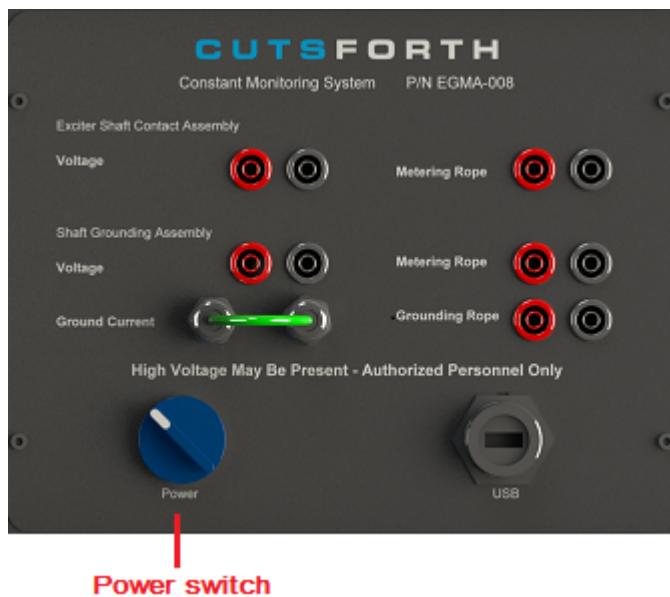 CUTSFORTH
Constant Monitoring System P/N EGMA-008
Exciter Shaft Contact Assembly
Voltage
Metering Rope
Shaft Grounding Assembly
Voltage
Metering Rope
Ground Current
Grounding Rope
High Voltage May Be Present - Authorized Personnel Only
Power
USB
Power switch